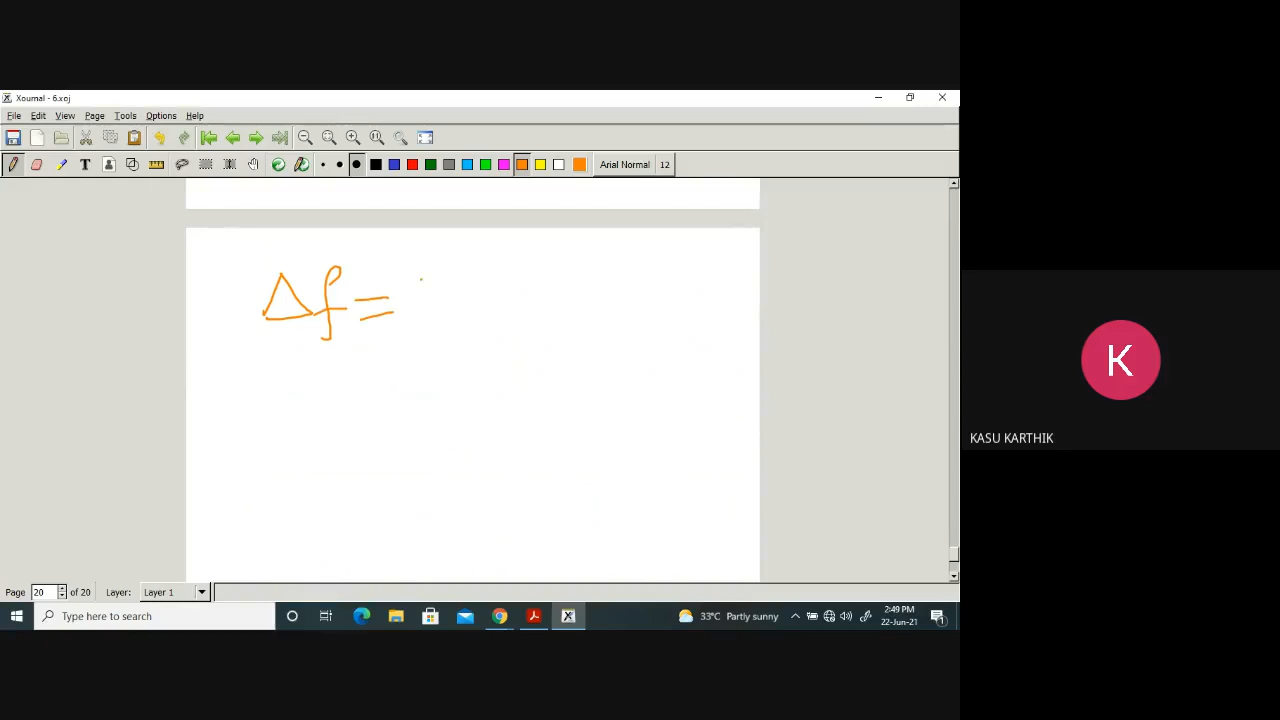 Xournal - 6.xoj
File Edit View Page Tools Options Help
Arial Normal 12
Δf =
K
KASU KARTHIK
Page 20 of 20 Layer: Layer 1
Type here to search
33°C Partly sunny
2:49 PM
22-Jun-21
1